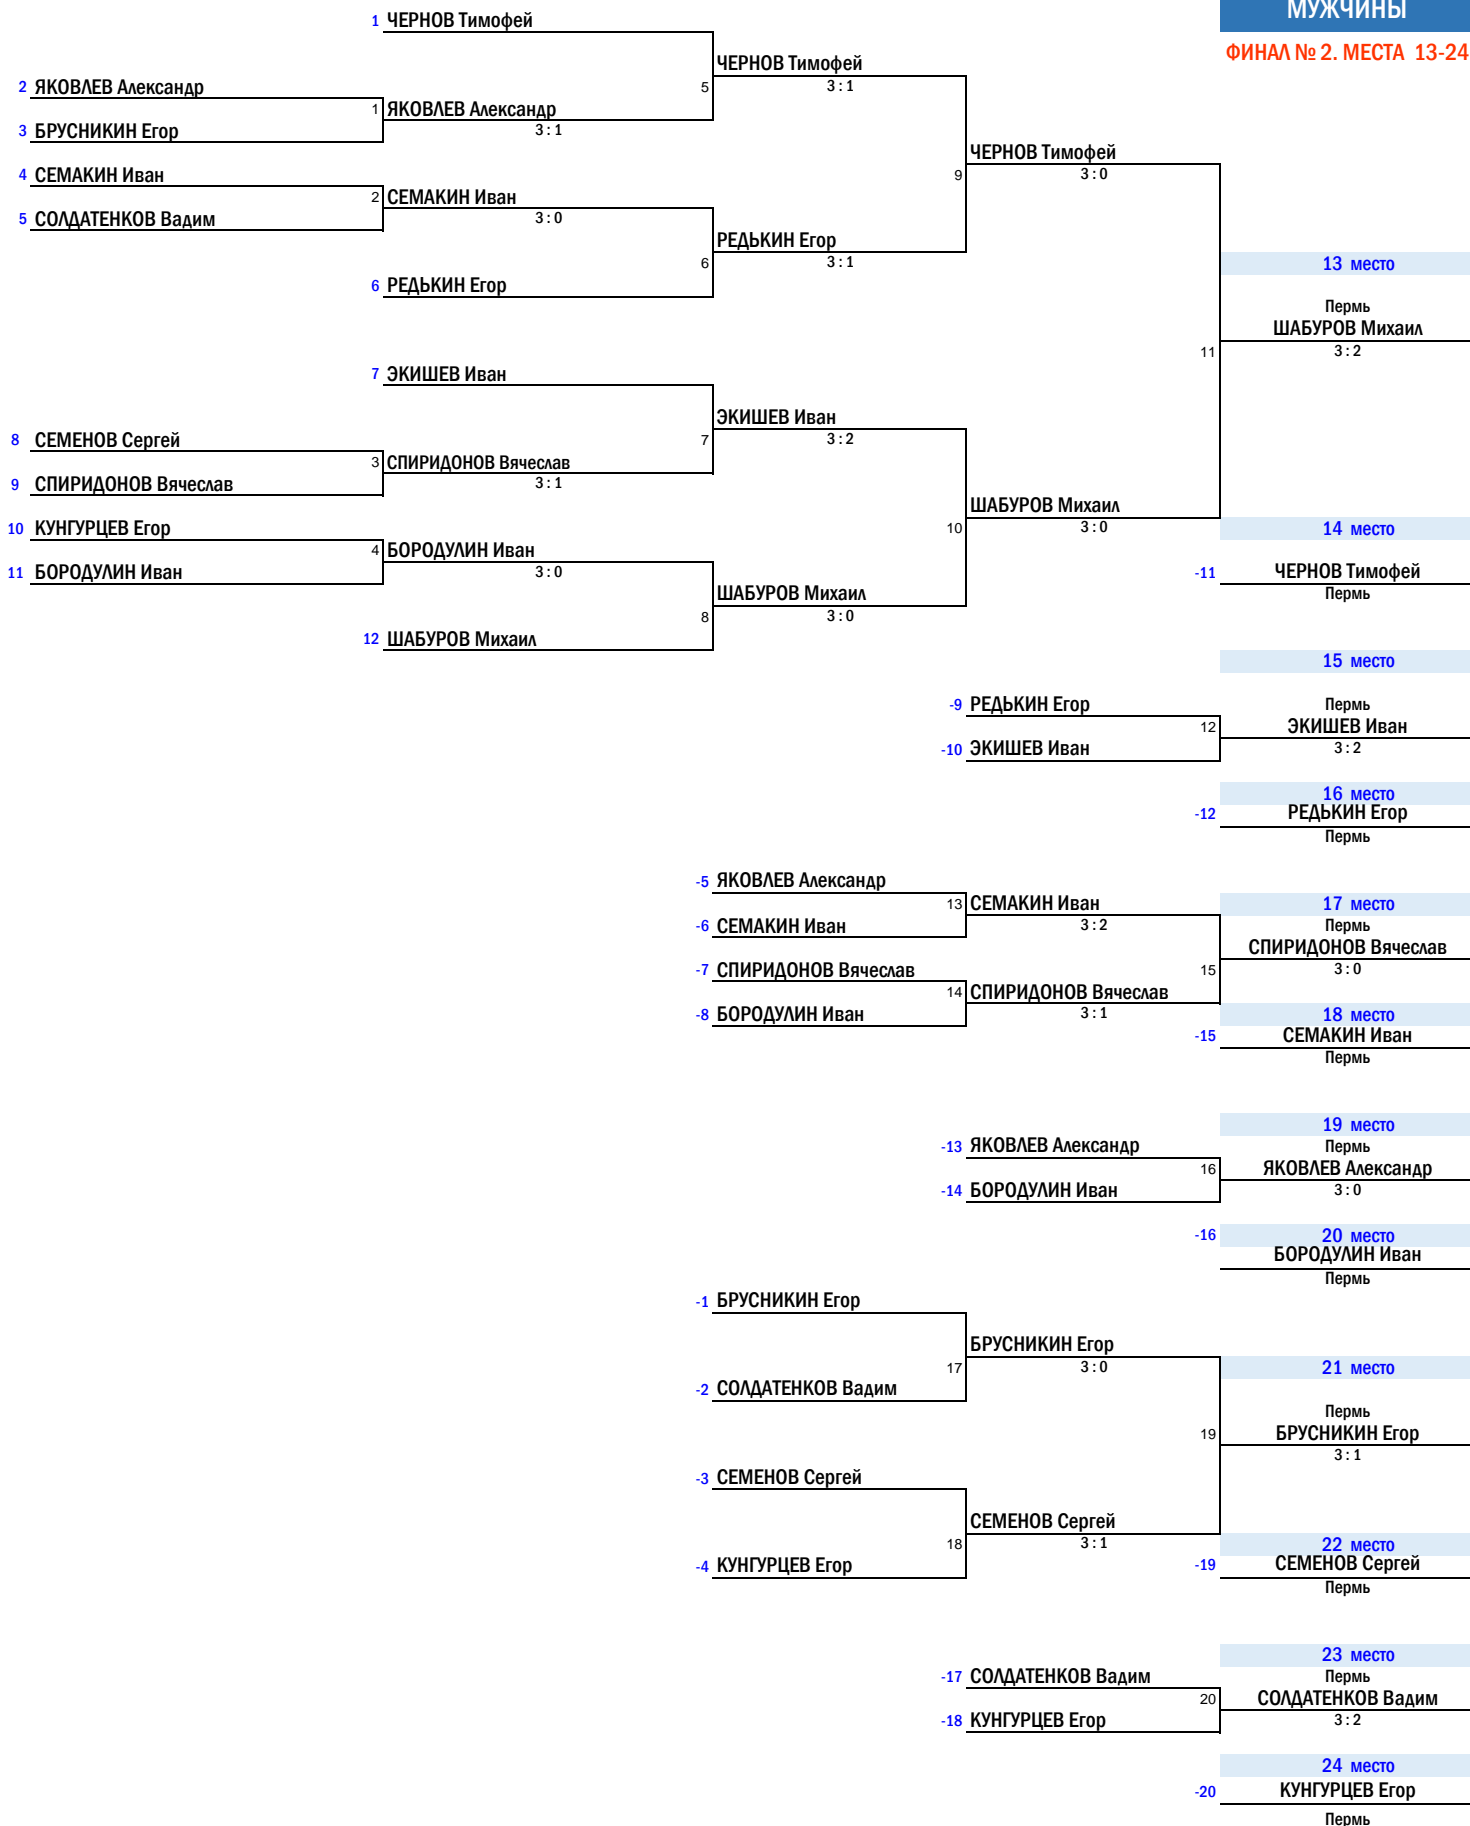 МУЖЧИНЫ
ФИНАЛ № 2. МЕСТА 13-24
1 ЧЕРНОВ Тимофей
ЧЕРНОВ Тимофей
5 3 : 1
2 ЯКОВЛЕВ Александр
1 ЯКОВЛЕВ Александр
3 : 1
3 БРУСНИКИН Егор
ЧЕРНОВ Тимофей
9 3 : 0
4 СЕМАКИН Иван
2 СЕМАКИН Иван
3 : 0
5 СОЛДАТЕНКОВ Вадим
РЕДЬКИН Егор
6 3 : 1
6 РЕДЬКИН Егор
13 место
Пермь
ШАБУРОВ Михаил
11 3 : 2
7 ЭКИШЕВ Иван
ЭКИШЕВ Иван
7 3 : 2
8 СЕМЕНОВ Сергей
3 СПИРИДОНОВ Вячеслав
3 : 1
9 СПИРИДОНОВ Вячеслав
ШАБУРОВ Михаил
10 3 : 0
10 КУНГУРЦЕВ Егор
4 БОРОДУЛИН Иван
3 : 0
11 БОРОДУЛИН Иван
14 место
-11 ЧЕРНОВ Тимофей
Пермь
ШАБУРОВ Михаил
8 3 : 0
12 ШАБУРОВ Михаил
15 место
-9 РЕДЬКИН Егор
Пермь
12 ЭКИШЕВ Иван
-10 ЭКИШЕВ Иван
3 : 2
16 место
-12 РЕДЬКИН Егор
Пермь
-5 ЯКОВЛЕВ Александр
13 СЕМАКИН Иван
3 : 2
17 место
-6 СЕМАКИН Иван
Пермь
СПИРИДОНОВ Вячеслав
-7 СПИРИДОНОВ Вячеслав
15 3 : 0
14 СПИРИДОНОВ Вячеслав
3 : 1
-8 БОРОДУЛИН Иван
18 место
-15 СЕМАКИН Иван
Пермь
19 место
-13 ЯКОВЛЕВ Александр
Пермь
16 ЯКОВЛЕВ Александр
-14 БОРОДУЛИН Иван
3 : 0
-16 20 место
БОРОДУЛИН Иван
Пермь
-1 БРУСНИКИН Егор
БРУСНИКИН Егор
17 3 : 0
21 место
-2 СОЛДАТЕНКОВ Вадим
Пермь
19 БРУСНИКИН Егор
3 : 1
-3 СЕМЕНОВ Сергей
СЕМЕНОВ Сергей
18 3 : 1
22 место
-4 КУНГУРЦЕВ Егор
-19 СЕМЕНОВ Сергей
Пермь
23 место
-17 СОЛДАТЕНКОВ Вадим
Пермь
20 СОЛДАТЕНКОВ Вадим
-18 КУНГУРЦЕВ Егор
3 : 2
24 место
-20 КУНГУРЦЕВ Егор
Пермь